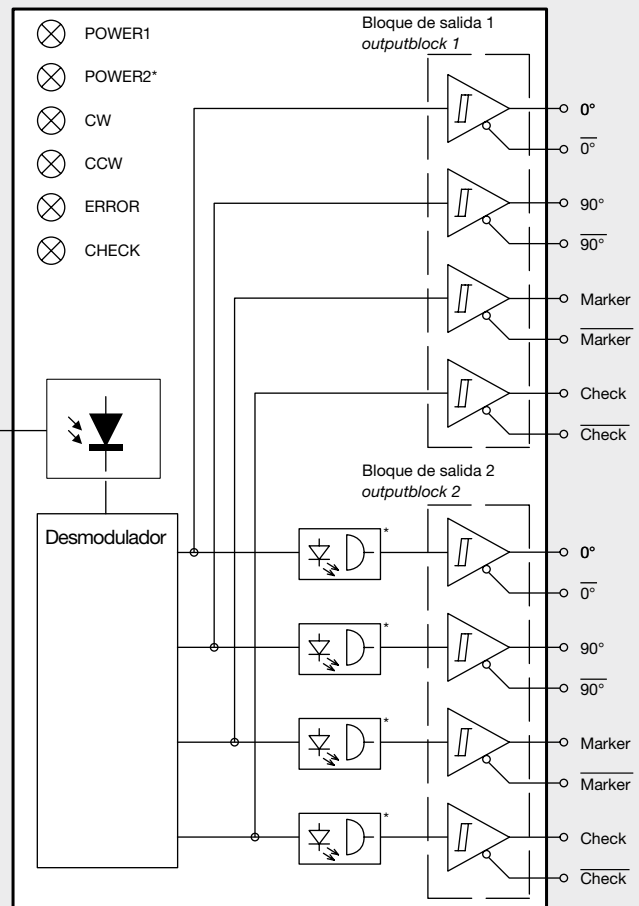 POWER1
POWER2*
CW
CCW
ERROR
CHECK
Bloque de salida 1
outputblock 1
0°
0°
90°
90°
Marker
Marker
Check
Check
Desmodulador
Bloque de salida 2
outputblock 2
*
0°
0°
*
90°
90°
*
Marker
Marker
*
Check
Check